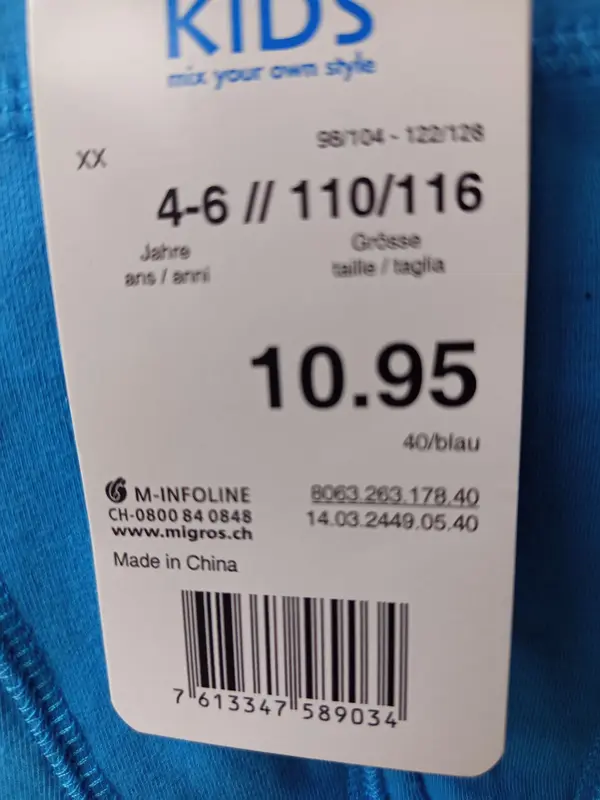 KIDS
mix your own style
XX
98/104 - 122/128
4-6 // 110/116
Jahre
ans / anni
Grösse
taille / taglia
10.95
40/blau
M-INFOLINE
CH-0800 84 0848
www.migros.ch
8063.263.178.40
14.03.2449.05.40
Made in China
7 613347 589034